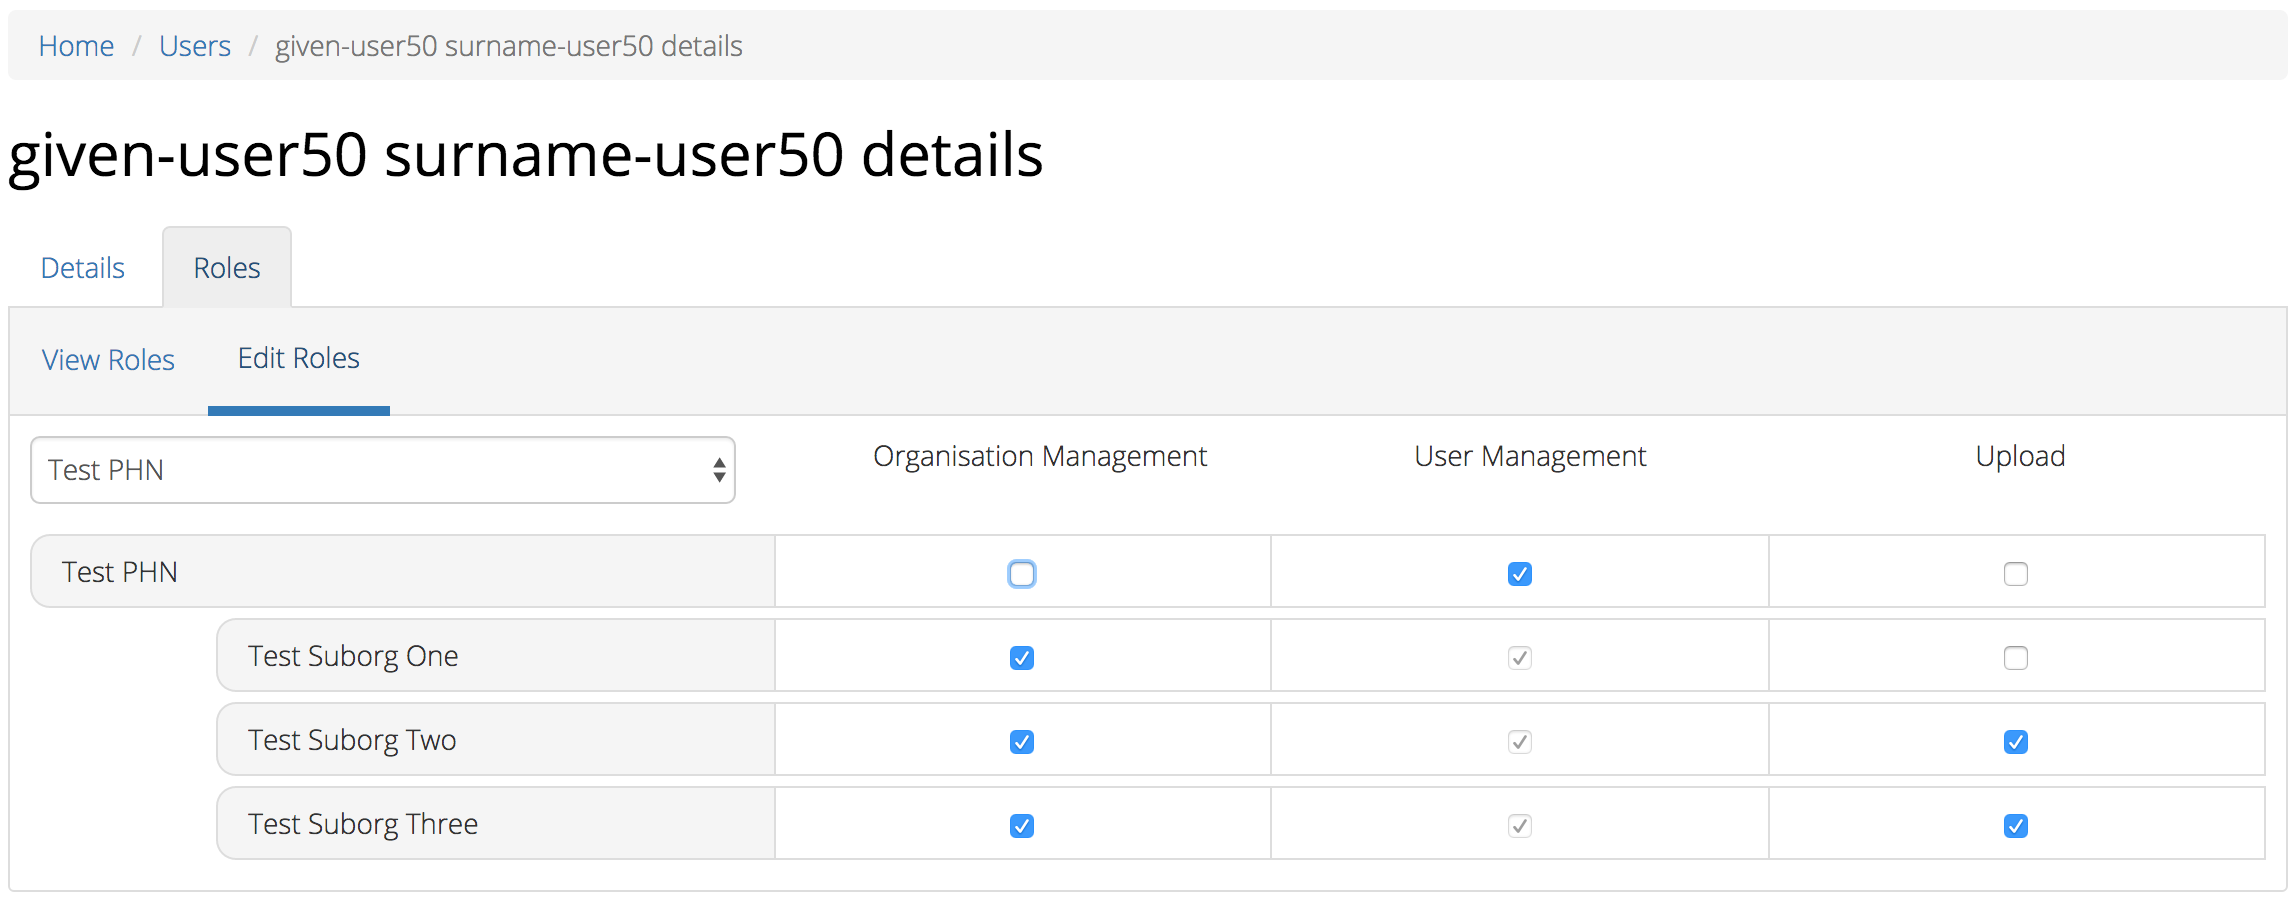 Home / Users / given-user50 surname-user50 details
given-user50 surname-user50 details
Details Roles
View Roles Edit Roles
Test PHN Organisation Management User Management Upload
Test PHN
Test Suborg One
Test Suborg Two
Test Suborg Three